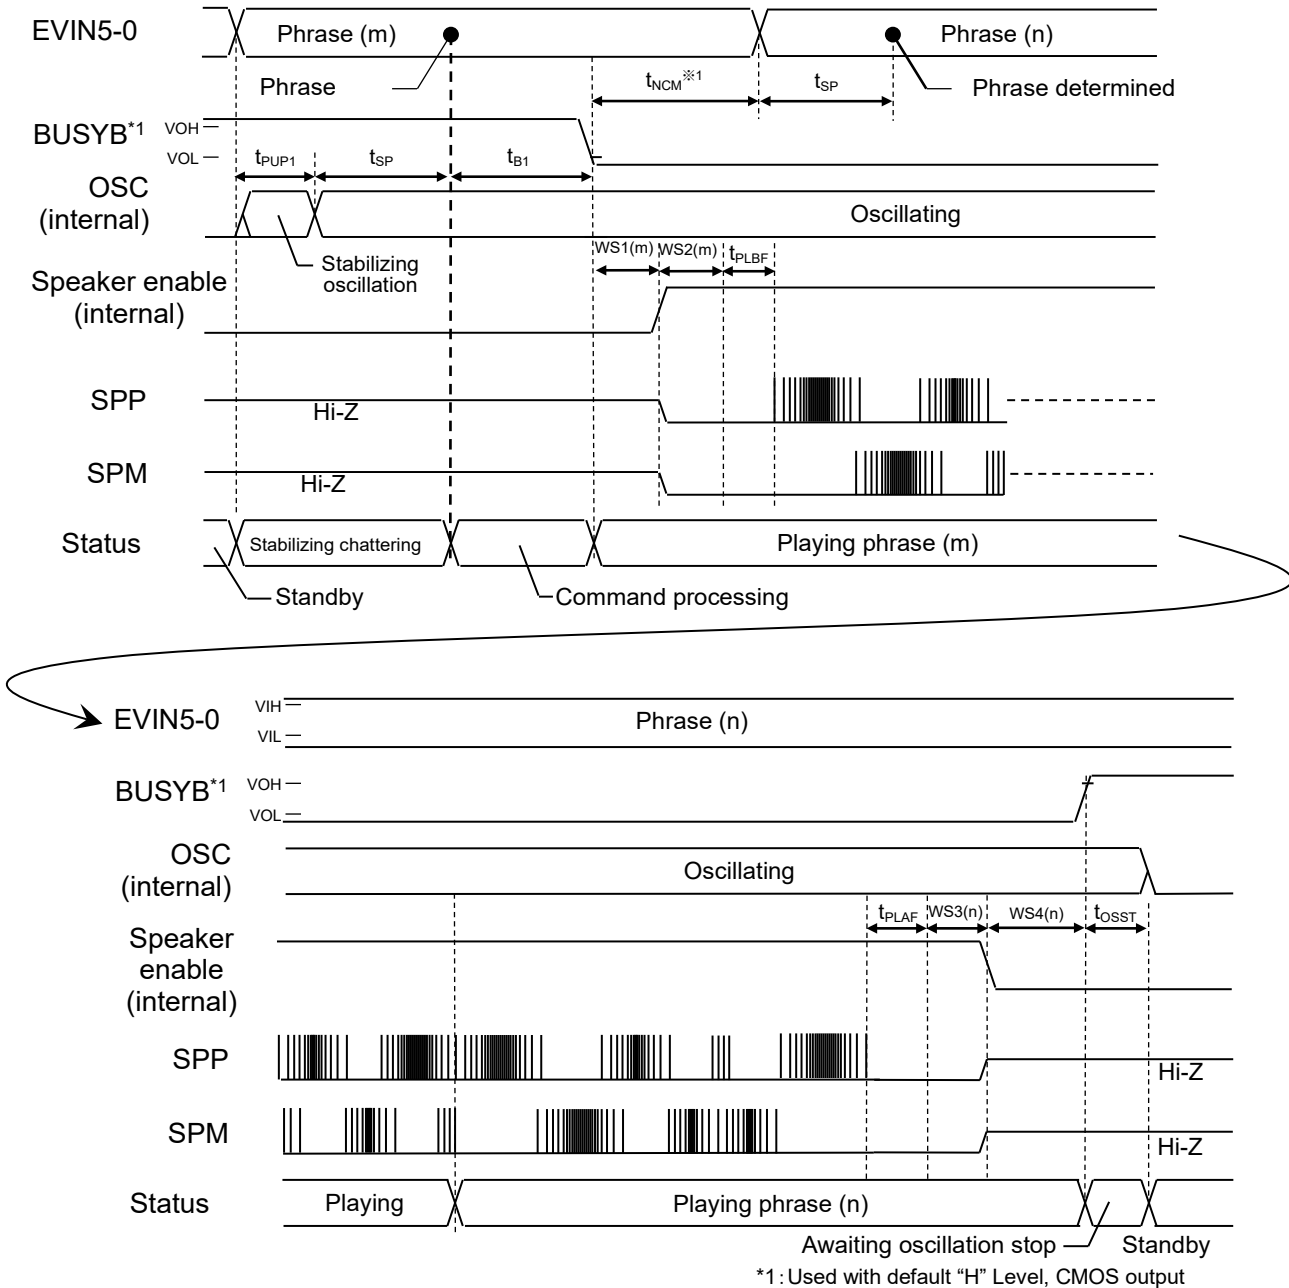 EVIN5-0
Phrase (m)
Phrase (n)
Phrase
tNCM※1
tSP
Phrase determined
BUSYB*1
VOH
VOL
tPUP1
tSP
tB1
OSC
(internal)
Oscillating
Stabilizing
oscillation
WS1(m)
WS2(m)
tPLBF
Speaker enable
(internal)
SPP
Hi-Z
SPM
Hi-Z
Status
Stabilizing chattering
Playing phrase (m)
Standby
Command processing
EVIN5-0
VIH
VIL
Phrase (n)
BUSYB*1
VOH
VOL
OSC
(internal)
Oscillating
tPLAF
WS3(n)
WS4(n)
tOSST
Speaker
enable
(internal)
SPP
Hi-Z
SPM
Hi-Z
Status
Playing
Playing phrase (n)
Awaiting oscillation stop
Standby
*1: Used with default “H” Level, CMOS output